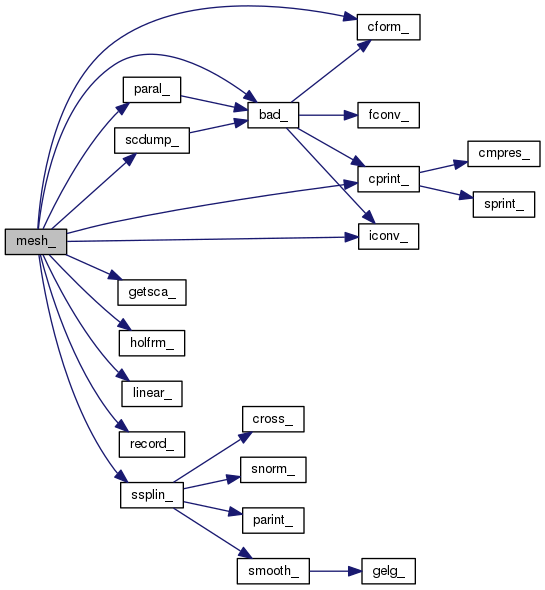 cform_
paral_
bad_
fconv_
scdump_
cmpres_
cprint_
sprint_
mesh_
iconv_
getsca_
holfrm_
linear_
cross_
record_
snorm_
ssplin_
parint_
smooth_
gelg_